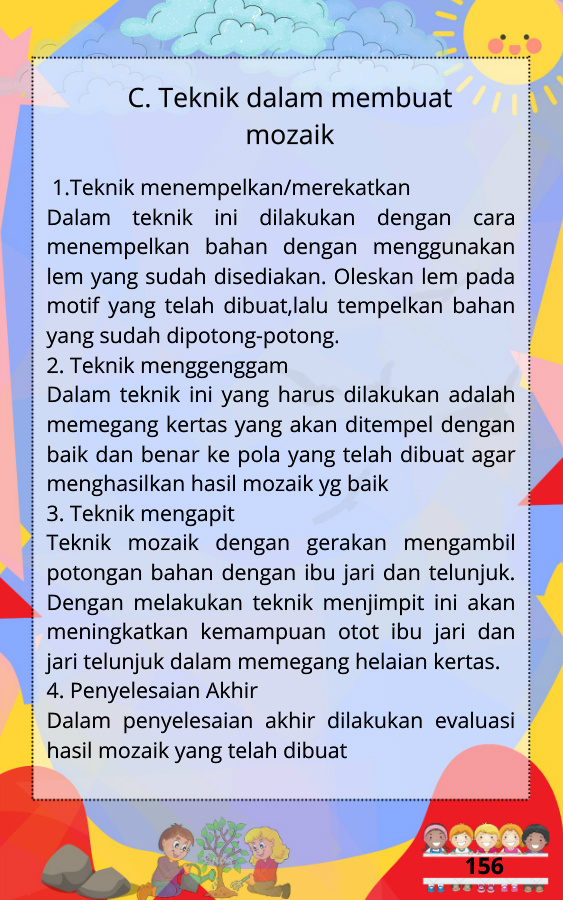 C. Teknik dalam membuat
mozaik
1.Teknik menempelkan/merekatkan
Dalam teknik ini dilakukan dengan cara
menempelkan bahan dengan menggunakan
lem yang sudah disediakan. Oleskan lem pada
motif yang telah dibuat,lalu tempelkan bahan
yang sudah dipotong-potong.
2. Teknik menggenggam
Dalam teknik ini yang harus dilakukan adalah
memegang kertas yang akan ditempel dengan
baik dan benar ke pola yang telah dibuat agar
menghasilkan hasil mozaik yg baik
3. Teknik mengapit
Teknik mozaik dengan gerakan mengambil
potongan bahan dengan ibu jari dan telunjuk.
Dengan melakukan teknik menjimpit ini akan
meningkatkan kemampuan otot ibu jari dan
jari telunjuk dalam memegang helaian kertas.
4. Penyelesaian Akhir
Dalam penyelesaian akhir dilakukan evaluasi
hasil mozaik yang telah dibuat
156